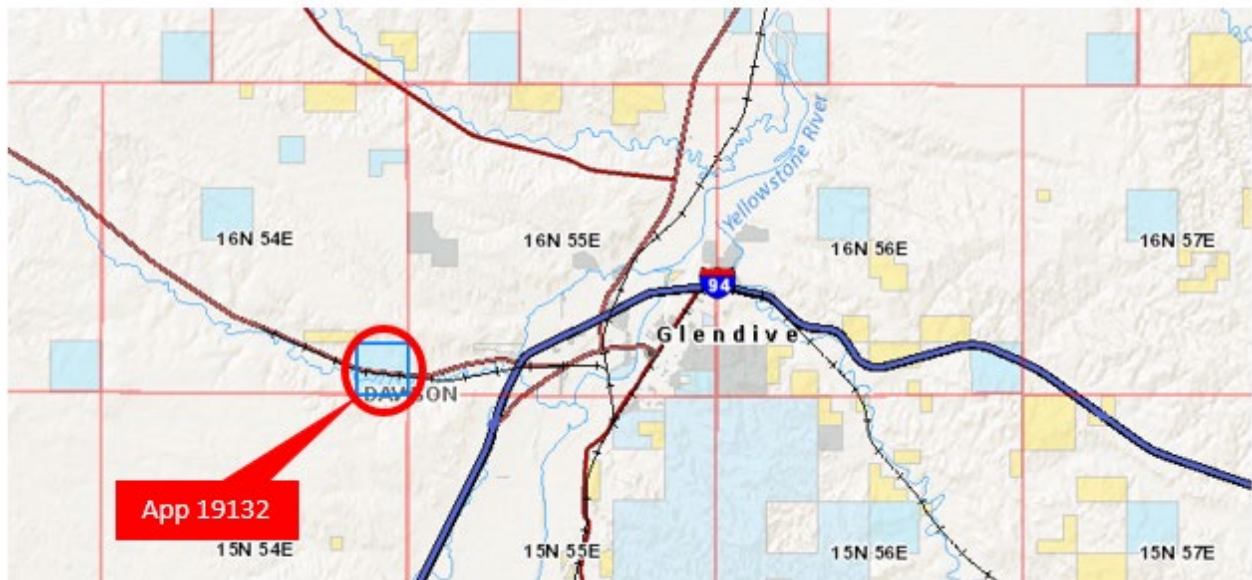 Yellowstone River
16N 54E
16N 55E
16N 56E
16N 57E
94
Glendive
DAWSON
App 19132
15N 54E
15N 55E
15N 56E
15N 57E